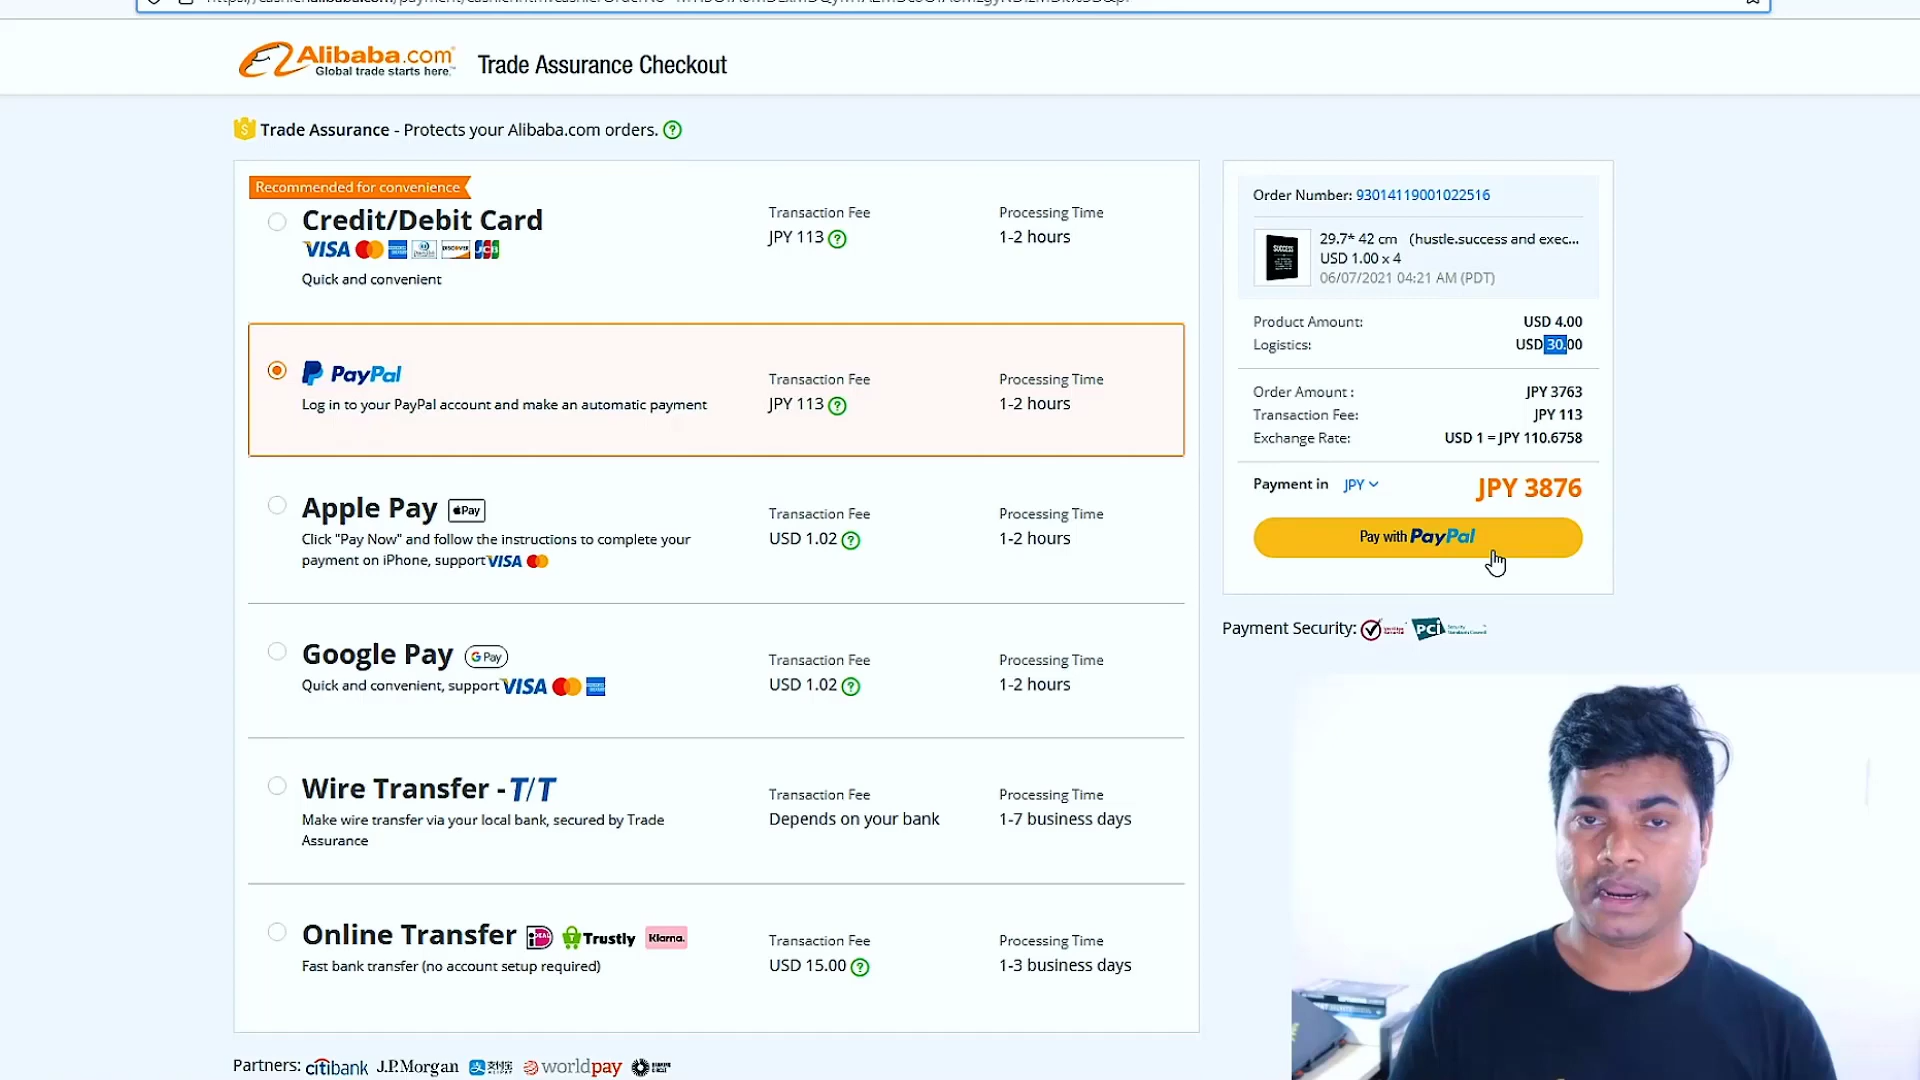 Alibaba.com
Global trade starts here.™
Trade Assurance Checkout
Trade Assurance - Protects your Alibaba.com orders. ?
Recommended for convenience
Credit/Debit Card
VISA DISCOVER JCB
Quick and convenient
Transaction Fee
JPY 113 ?
Processing Time
1-2 hours
PayPal
Log in to your PayPal account and make an automatic payment
Transaction Fee
JPY 113 ?
Processing Time
1-2 hours
Apple Pay Pay
Click "Pay Now" and follow the instructions to complete your
payment on iPhone, support VISA
Transaction Fee
USD 1.02 ?
Processing Time
1-2 hours
Google Pay G Pay
Quick and convenient, support VISA
Transaction Fee
USD 1.02 ?
Processing Time
1-2 hours
Wire Transfer - T/T
Make wire transfer via your local bank, secured by Trade
Assurance
Transaction Fee
Depends on your bank
Processing Time
1-7 business days
Online Transfer iDEAL Trustly Klarna.
Fast bank transfer (no account setup required)
Transaction Fee
USD 15.00 ?
Processing Time
1-3 business days
Partners: citibank J.P.Morgan 支付宝 worldpay
Order Number: 93014119001022516
SUCCESS
29.7* 42 cm (hustle.success and exec...
USD 1.00 x 4
06/07/2021 04:21 AM (PDT)
Product Amount: USD 4.00
Logistics: USD 30.00
Order Amount : JPY 3763
Transaction Fee: JPY 113
Exchange Rate: USD 1 = JPY 110.6758
Payment in JPY JPY 3876
Pay with PayPal
Payment Security: PCI